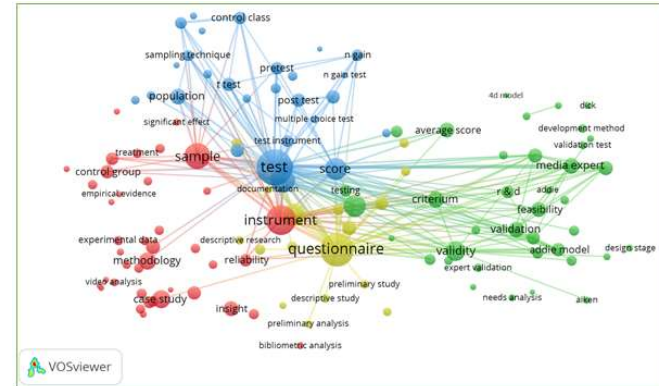 control class
sampling technique
n gain
pretest
t test
n gain test
population
post test
4d model
dick
significant effect
multiple choice test
average score
development method
test instrument
validation test
treatment
sample
test
score
media expert
control group
documentation
testing
r & d
addie
empirical evidence
criterium
feasibility
instrument
validation
experimental data
descriptive research
questionnaire
validity
addie model
design stage
methodology
reliability
expert validation
video analysis
preliminary study
case study
descriptive study
needs analysis
aiken
insight
preliminary analysis
bibliometric analysis
VOSviewer